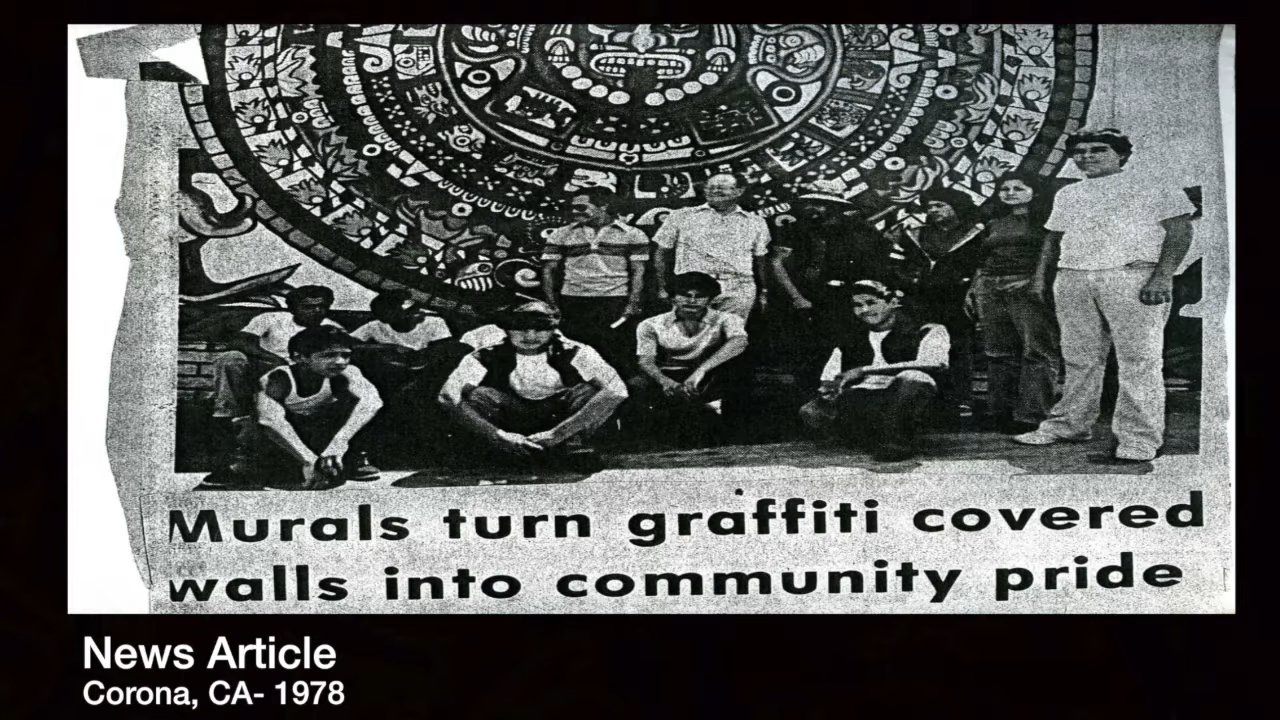 Murals turn graffiti covered
walls into community pride
News Article
Corona, CA- 1978